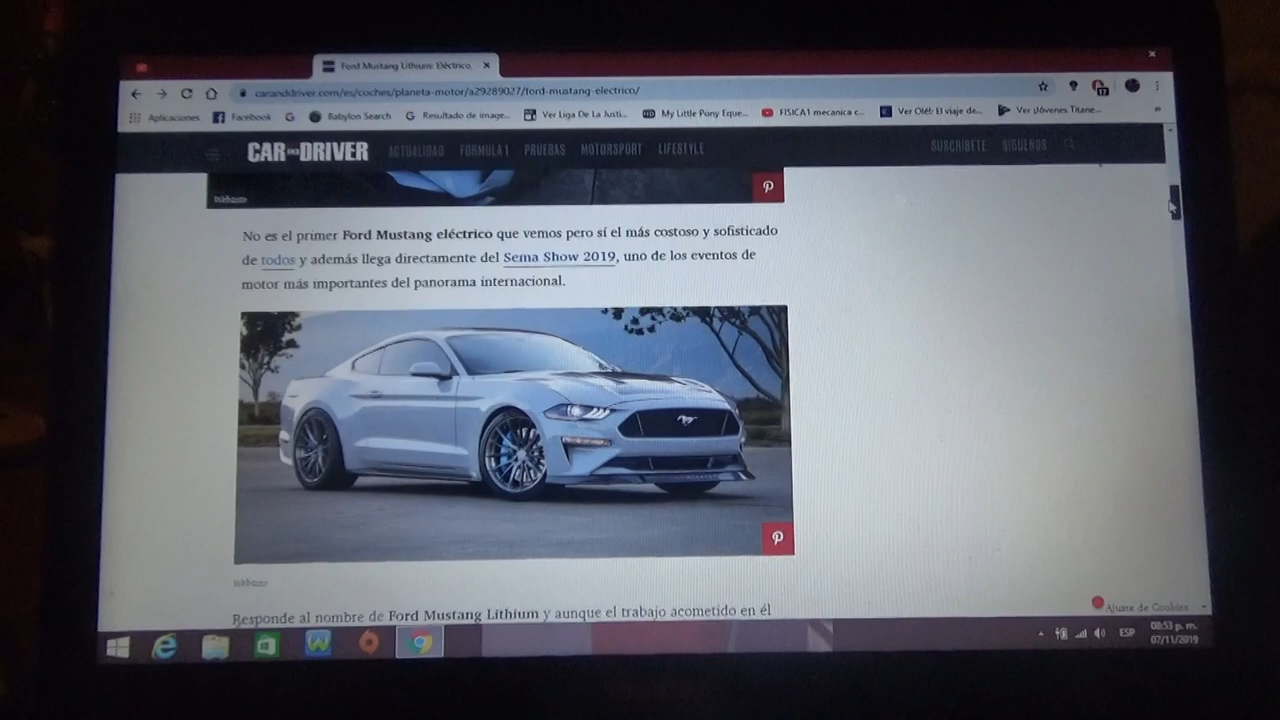 Ford Mustang Lithium: Eléctrico,
caranddriver.com/es/coches/planeta-motor/a29289027/ford-mustang-electrico/
17
Aplicaciones Facebook Babylon Search Resultado de image... Ver Liga De La Justi... My Little Pony Eque... FISICA1 mecanica c... Ver Olé!: El viaje de... Ver ¡Jóvenes Titane...
CAR AND DRIVER ACTUALIDAD FORMULA 1 PRUEBAS MOTORSPORT LIFESTYLE SUSCRÍBETE SÍGUENOS
Webasto
No es el primer Ford Mustang eléctrico que vemos pero sí el más costoso y sofisticado
de todos y además llega directamente del Sema Show 2019, uno de los eventos de
motor más importantes del panorama internacional.
Webasto
Responde al nombre de Ford Mustang Lithium y aunque el trabajo acometido en él
Ajuste de Cookies
ESP
08:53 p. m.
07/11/2019